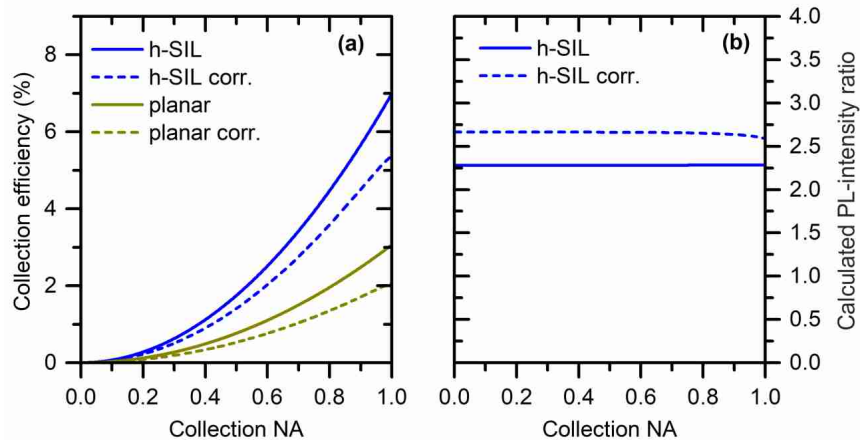 (a)
h-SIL
h-SIL corr.
planar
planar corr.
Collection efficiency (%)
8
6
4
2
0
0.0 0.2 0.4 0.6 0.8 1.0
Collection NA
(b)
h-SIL
h-SIL corr.
4.0
3.5
3.0
2.5
2.0
1.5
1.0
0.5
0.0
Calculated PL-intensity ratio
0.0 0.2 0.4 0.6 0.8 1.0
Collection NA